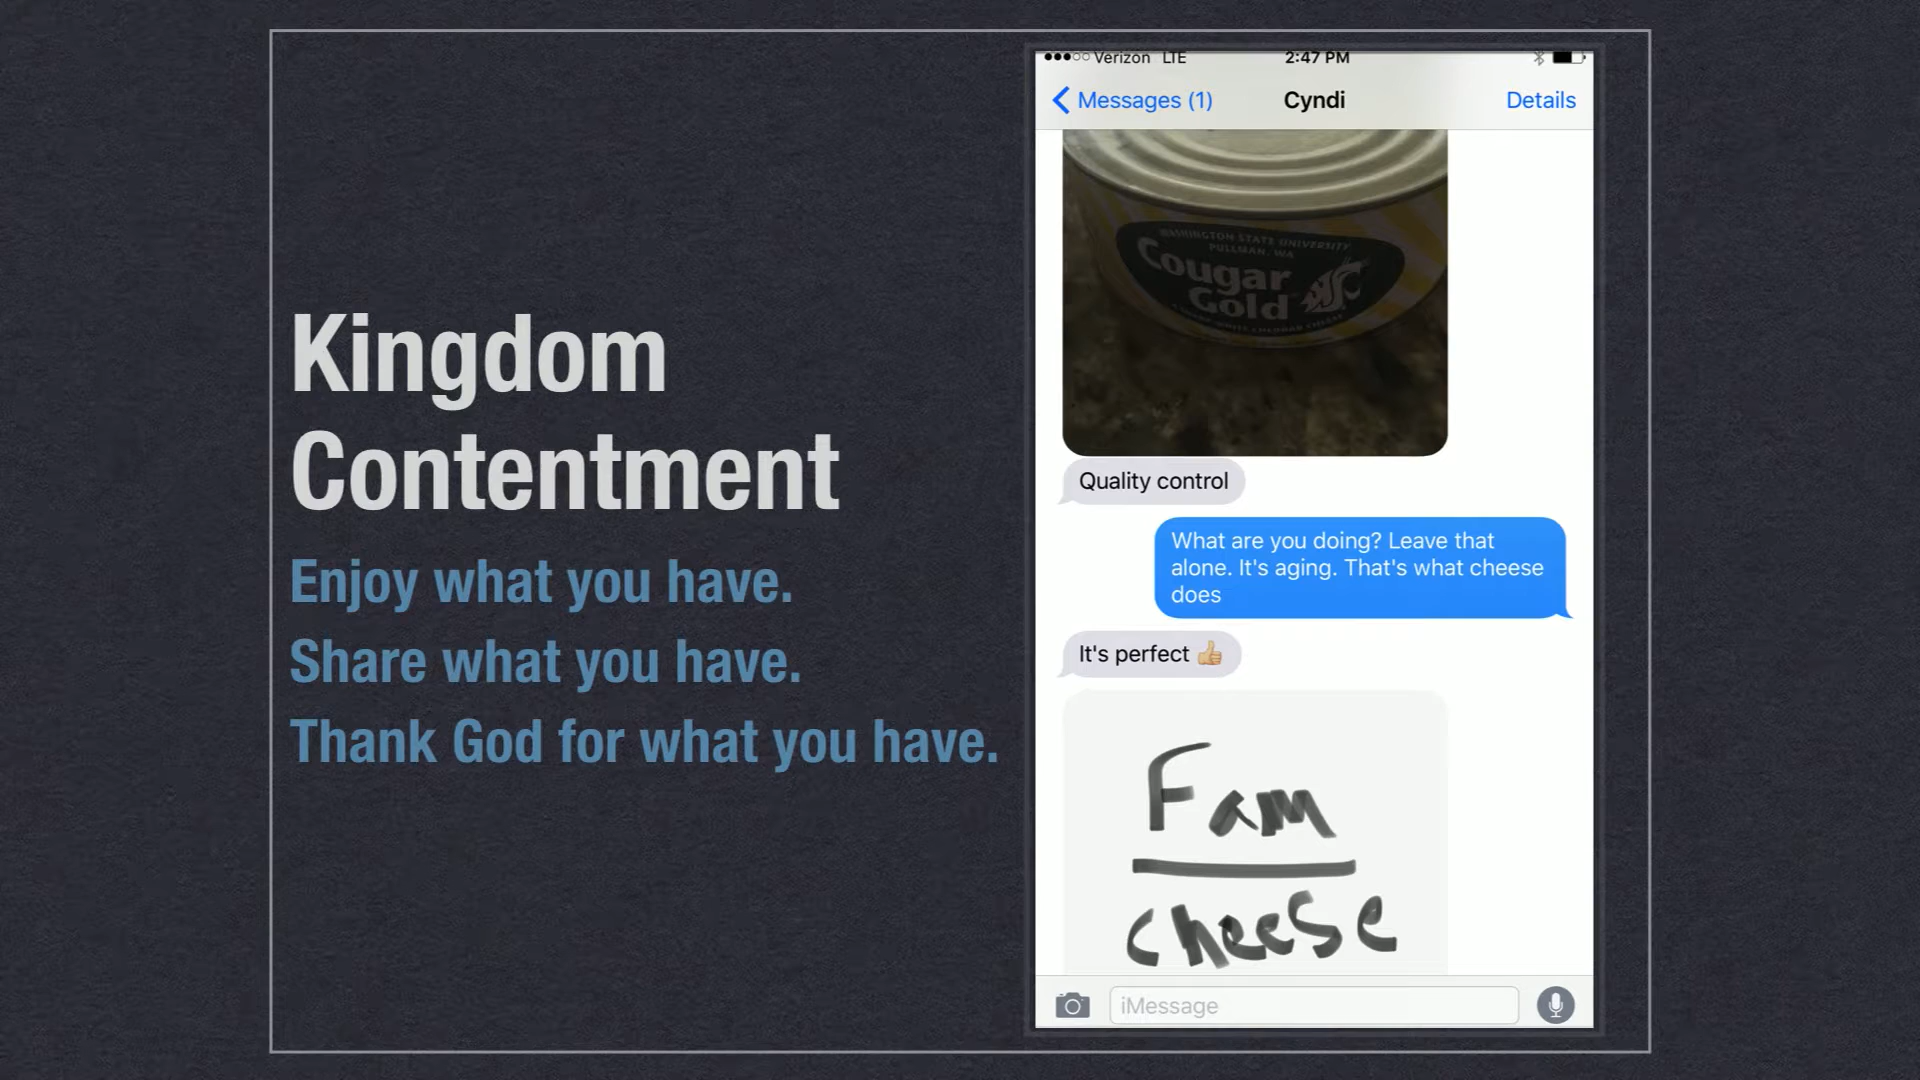 Kingdom
Contentment
Enjoy what you have.
Share what you have.
Thank God for what you have.
Verizon LTE
2:47 PM
Messages (1)
Cyndi
Details
WASHINGTON STATE UNIVERSITY
PULLMAN, WA
Cougar
Gold
Quality control
What are you doing? Leave that
alone. It's aging. That's what cheese
does
It's perfect 👍🏼
Fam
cheese
iMessage